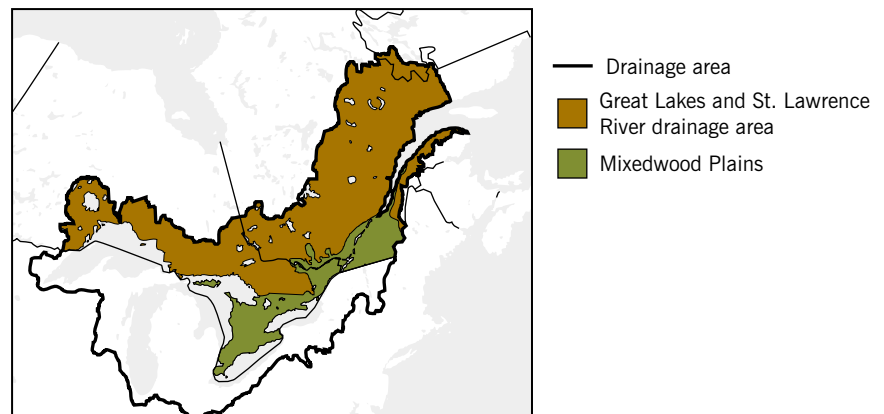 Drainage area
Great Lakes and St. Lawrence
River drainage area
Mixedwood Plains